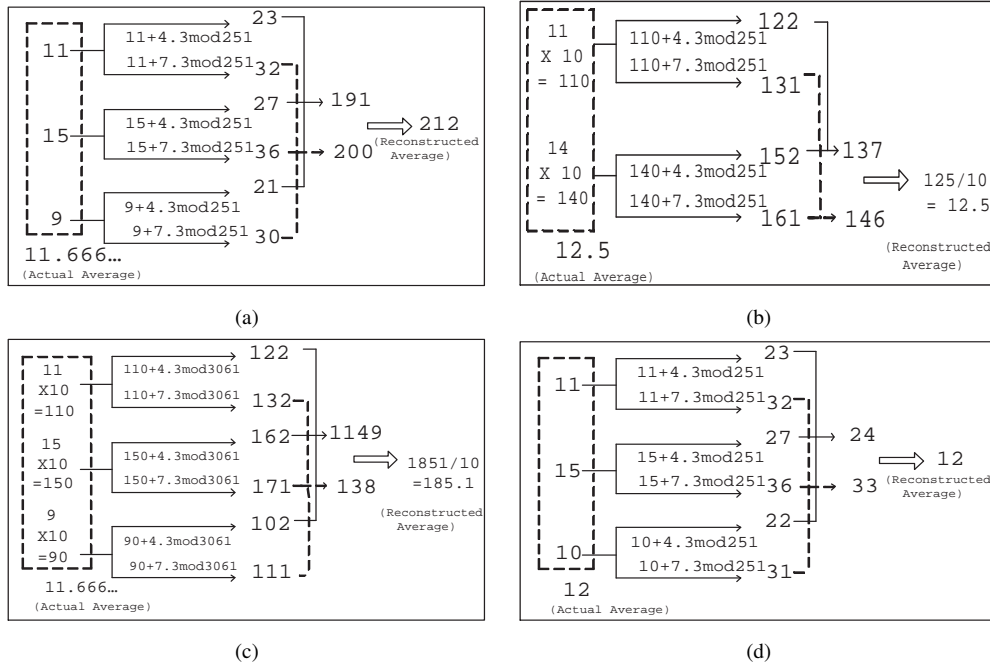 11
11+4.3mod251
11+7.3mod251
23
32
15
15+4.3mod251
15+7.3mod251
27
36
9
9+4.3mod251
9+7.3mod251
21
30
191
200
212
(Reconstructed
Average)
11.666…
(Actual Average)
(a)
11
X 10
= 110
110+4.3mod251
110+7.3mod251
122
131
14
X 10
= 140
140+4.3mod251
140+7.3mod251
152
161
137
146
125/10
= 12.5
(Reconstructed
Average)
12.5
(Actual Average)
(b)
11
X10
=110
110+4.3mod3061
110+7.3mod3061
122
132
15
X10
=150
150+4.3mod3061
150+7.3mod3061
162
171
9
X10
=90
90+4.3mod3061
90+7.3mod3061
102
111
1149
138
1851/10
=185.1
(Reconstructed
Average)
11.666…
(Actual Average)
(c)
11
11+4.3mod251
11+7.3mod251
23
32
15
15+4.3mod251
15+7.3mod251
27
36
10
10+4.3mod251
10+7.3mod251
22
31
24
33
12
(Reconstructed
Average)
12
(Actual Average)
(d)